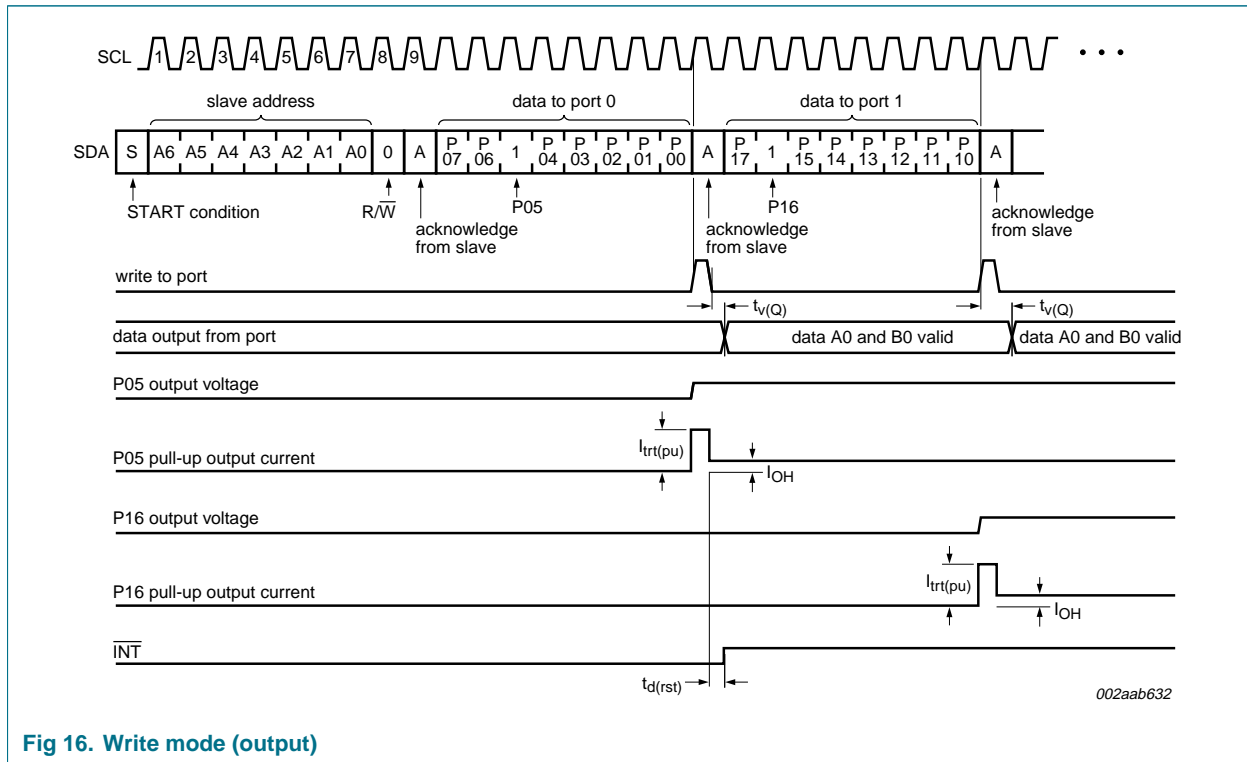 SCL 1 2 3 4 5 6 7 8 9 • • •
slave address data to port 0 data to port 1
SDA S A6 A5 A4 A3 A2 A1 A0 0 A P07 P06 1 P04 P03 P02 P01 P00 A P17 1 P15 P14 P13 P12 P11 P10 A
START condition R/W̅ acknowledge from slave P05 acknowledge from slave P16 acknowledge from slave
write to port
tv(Q) tv(Q)
data output from port data A0 and B0 valid data A0 and B0 valid
P05 output voltage
Itrt(pu)
P05 pull-up output current IOH
P16 output voltage
Itrt(pu)
P16 pull-up output current IOH
I̅N̅T̅
td(rst)
002aab632
Fig 16. Write mode (output)